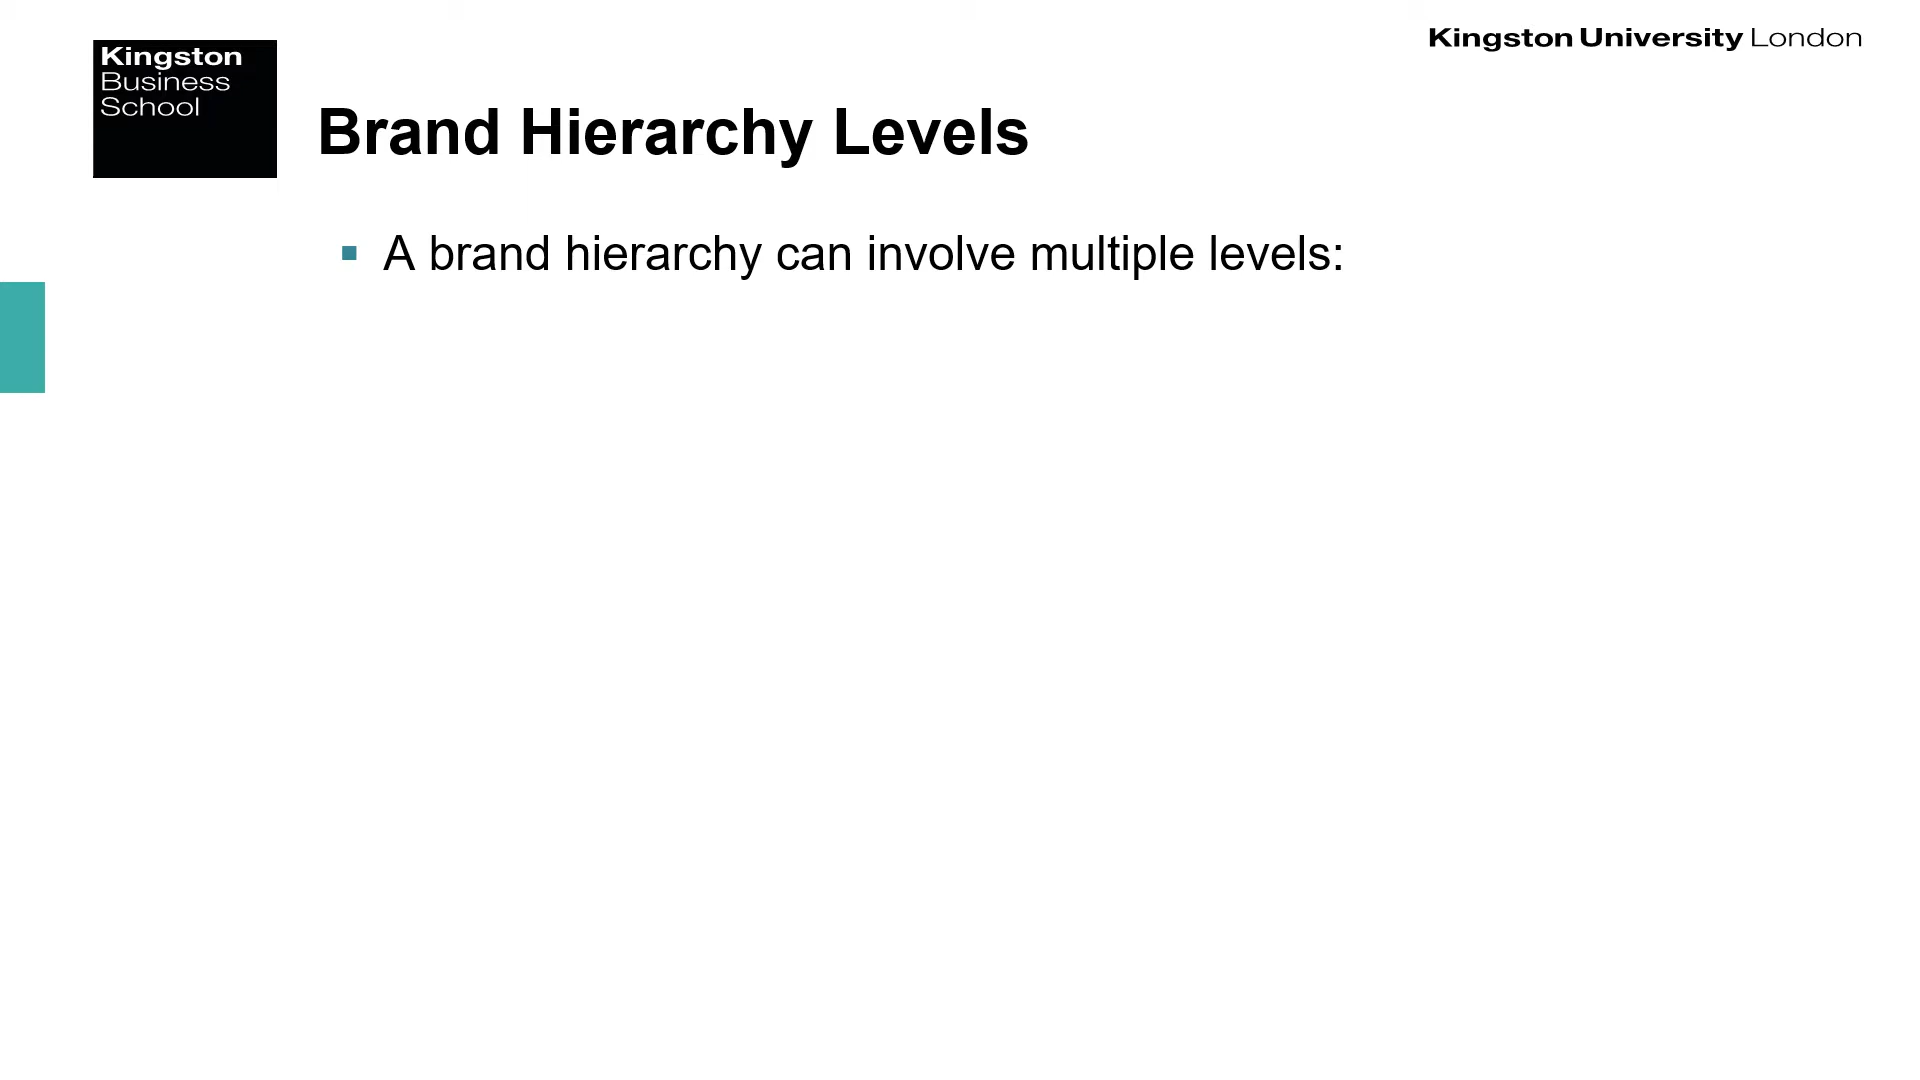 Kingston University London
Kingston
Business
School
Brand Hierarchy Levels
A brand hierarchy can involve multiple levels: